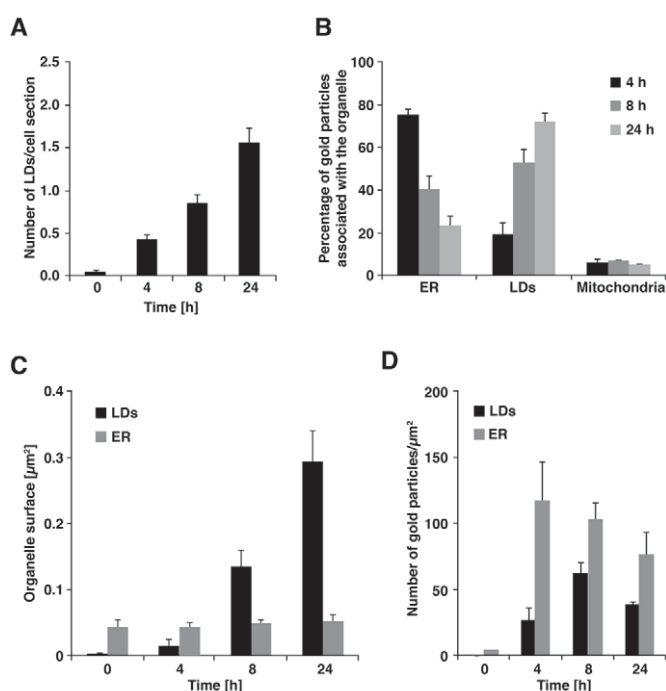 A
Number of LDs/cell section
2.5
2.0
1.5
1.0
0.5
0.0
0 4 8 24
Time [h]
B
Percentage of gold particles
associated with the organelle
100
80
60
40
20
0
4 h
8 h
24 h
ER LDs Mitochondria
C
Organelle surface [µm²]
0.4
0.3
0.2
0.1
0
LDs
ER
0 4 8 24
Time [h]
D
Number of gold particles/µm²
200
150
100
50
0
LDs
ER
0 4 8 24
Time [h]